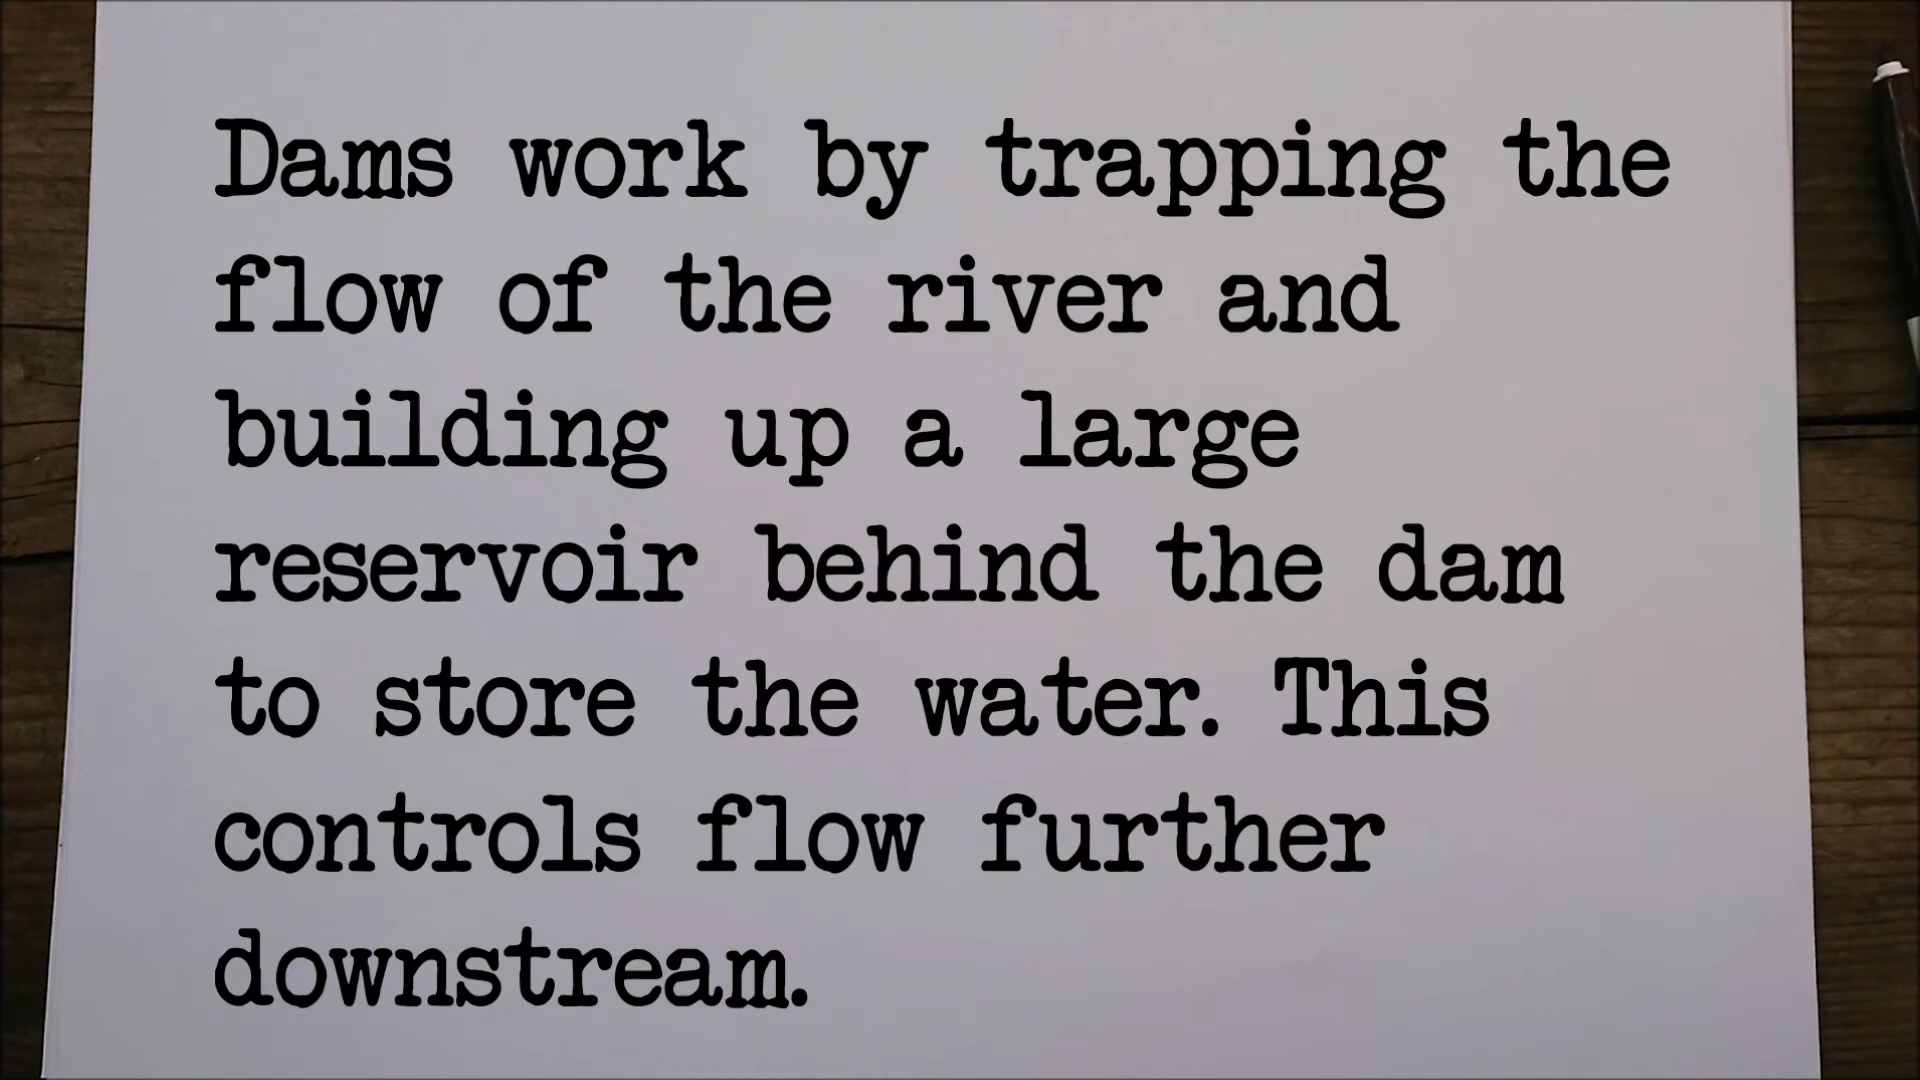 Dams work by trapping the
flow of the river and
building up a large
reservoir behind the dam
to store the water. This
controls flow further
downstream.